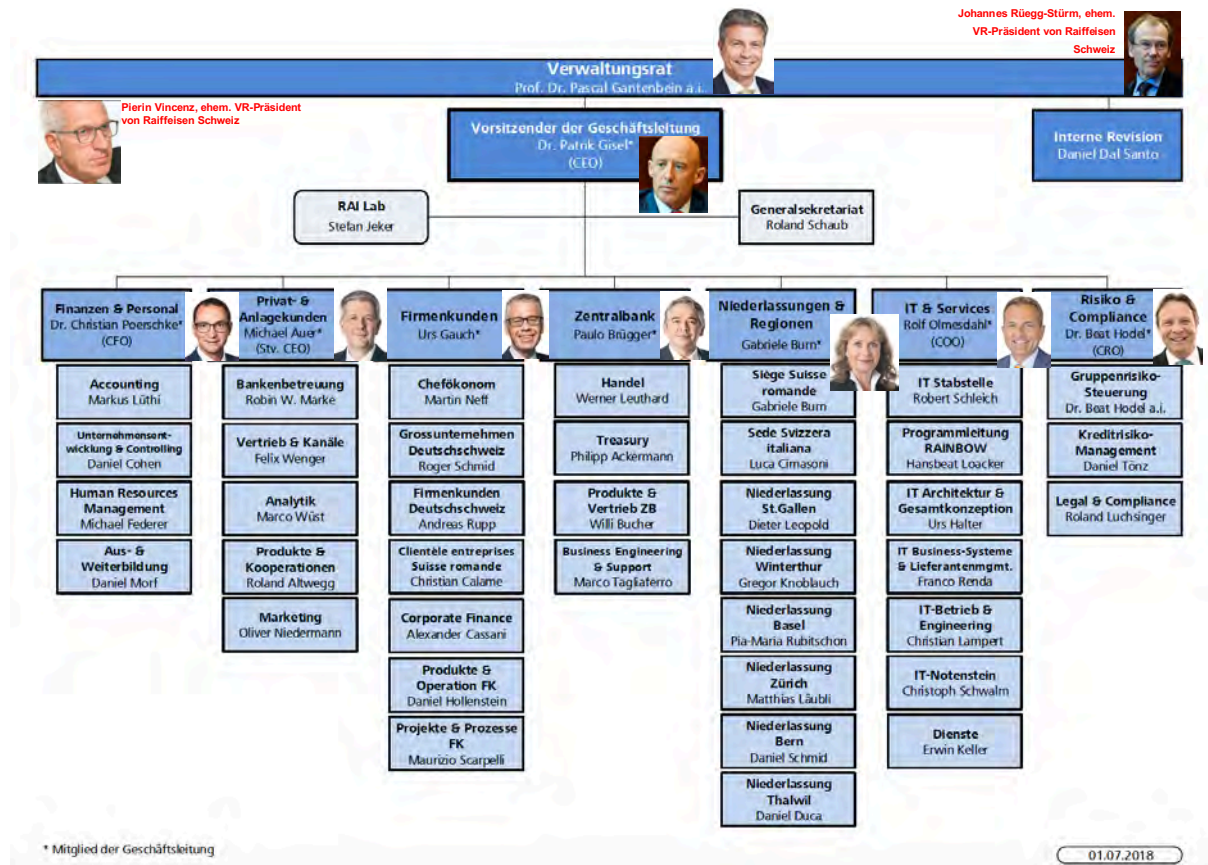 Johannes Rüegg-Stürm, ehem.
VR-Präsident von Raiffeisen
Schweiz
Verwaltungsrat
Prof. Dr. Pascal Gantenbein a.i.
Pierin Vincenz, ehem. VR-Präsident
von Raiffeisen Schweiz
Vorsitzender der Geschäftsleitung
Dr. Patrik Gisel*
(CEO)
Interne Revision
Daniel Dal Santo
RAI Lab
Stefan Jeker
Generalsekretariat
Roland Schaub
Finanzen & Personal
Dr. Christian Poerschke*
(CFO)
Privat- &
Anlagekunden
Michael Auer*
(Stv. CEO)
Firmenkunden
Urs Gauch*
Zentralbank
Paulo Brügger*
Niederlassungen &
Regionen
Gabriele Burn*
IT & Services
Rolf Olmesdahl*
(COO)
Risiko &
Compliance
Dr. Beat Hodel*
(CRO)
Accounting
Markus Lüthi
Unternehmensent-
wicklung & Controlling
Daniel Cohen
Human Resources
Management
Michael Federer
Aus- &
Weiterbildung
Daniel Morf
Bankenbetreuung
Robin W. Marke
Vertrieb & Kanäle
Felix Wenger
Analytik
Marco Wüst
Produkte &
Kooperationen
Roland Altwegg
Marketing
Oliver Niedermann
Chefökonom
Martin Neff
Grossunternehmen
Deutschschweiz
Roger Schmid
Firmenkunden
Deutschschweiz
Andreas Rupp
Clientèle entreprises
Suisse romande
Christian Calame
Corporate Finance
Alexander Cassani
Produkte &
Operation FK
Daniel Hollenstein
Projekte & Prozesse
FK
Maurizio Scarpelli
Handel
Werner Leuthard
Treasury
Philipp Ackermann
Produkte &
Vertrieb ZB
Willi Bucher
Business Engineering
& Support
Marco Tagliaferro
Siège Suisse
romande
Gabriele Burn
Sede Svizzera
italiana
Luca Cimasoni
Niederlassung
St.Gallen
Dieter Leopold
Niederlassung
Winterthur
Gregor Knoblauch
Niederlassung
Basel
Pia-Maria Rubitschon
Niederlassung
Zürich
Matthias Läubli
Niederlassung
Bern
Daniel Schmid
Niederlassung
Thalwil
Daniel Duca
IT Stabstelle
Robert Schleich
Programmleitung
RAINBOW
Hansbeat Loacker
IT Architektur &
Gesamtkonzeption
Urs Halter
IT Business-Systeme
& Lieferantenmgmt.
Franco Renda
IT-Betrieb &
Engineering
Christian Lampert
IT-Notenstein
Christoph Schwalm
Dienste
Erwin Keller
Gruppenrisiko-
Steuerung
Dr. Beat Hodel a.i.
Kreditrisiko-
Management
Daniel Tönz
Legal & Compliance
Roland Luchsinger
* Mitglied der Geschäftsleitung
01.07.2018